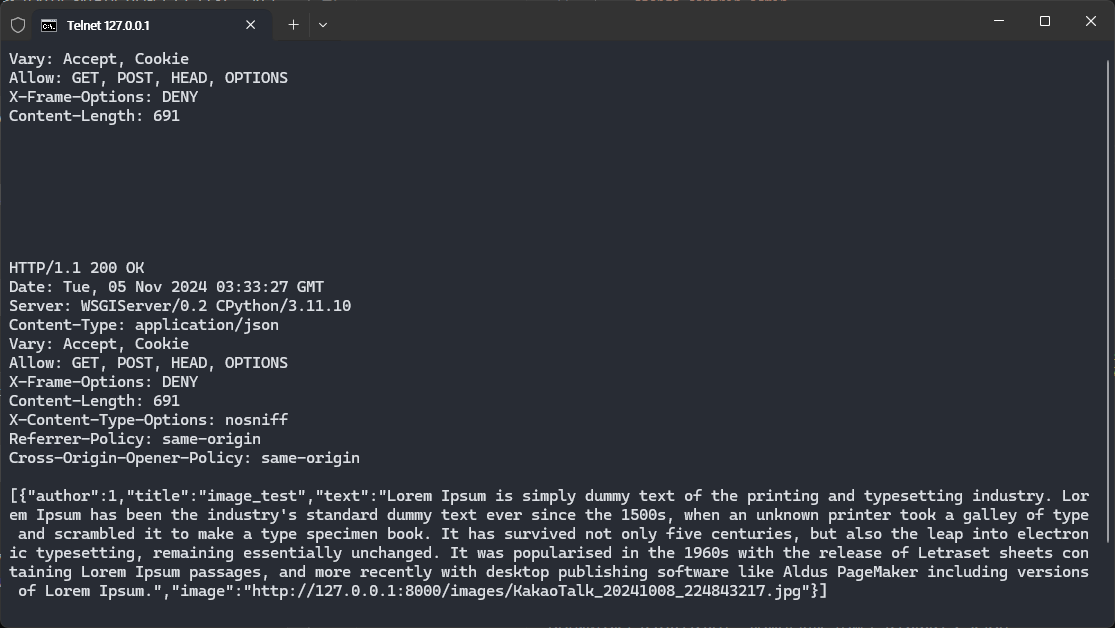 Telnet 127.0.0.1
Vary: Accept, Cookie
Allow: GET, POST, HEAD, OPTIONS
X-Frame-Options: DENY
Content-Length: 691
HTTP/1.1 200 OK
Date: Tue, 05 Nov 2024 03:33:27 GMT
Server: WSGIServer/0.2 CPython/3.11.10
Content-Type: application/json
Vary: Accept, Cookie
Allow: GET, POST, HEAD, OPTIONS
X-Frame-Options: DENY
Content-Length: 691
X-Content-Type-Options: nosniff
Referrer-Policy: same-origin
Cross-Origin-Opener-Policy: same-origin
[{"author":1,"title":"image_test","text":"Lorem Ipsum is simply dummy text of the printing and typesetting industry. Lor
em Ipsum has been the industry's standard dummy text ever since the 1500s, when an unknown printer took a galley of type
 and scrambled it to make a type specimen book. It has survived not only five centuries, but also the leap into electron
ic typesetting, remaining essentially unchanged. It was popularised in the 1960s with the release of Letraset sheets con
taining Lorem Ipsum passages, and more recently with desktop publishing software like Aldus PageMaker including versions
 of Lorem Ipsum.","image":"http://127.0.0.1:8000/images/KakaoTalk_20241008_224843217.jpg"}]